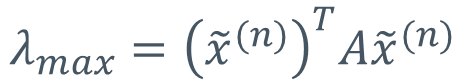 λ_max = (x̃^(n))^T A x̃^(n)